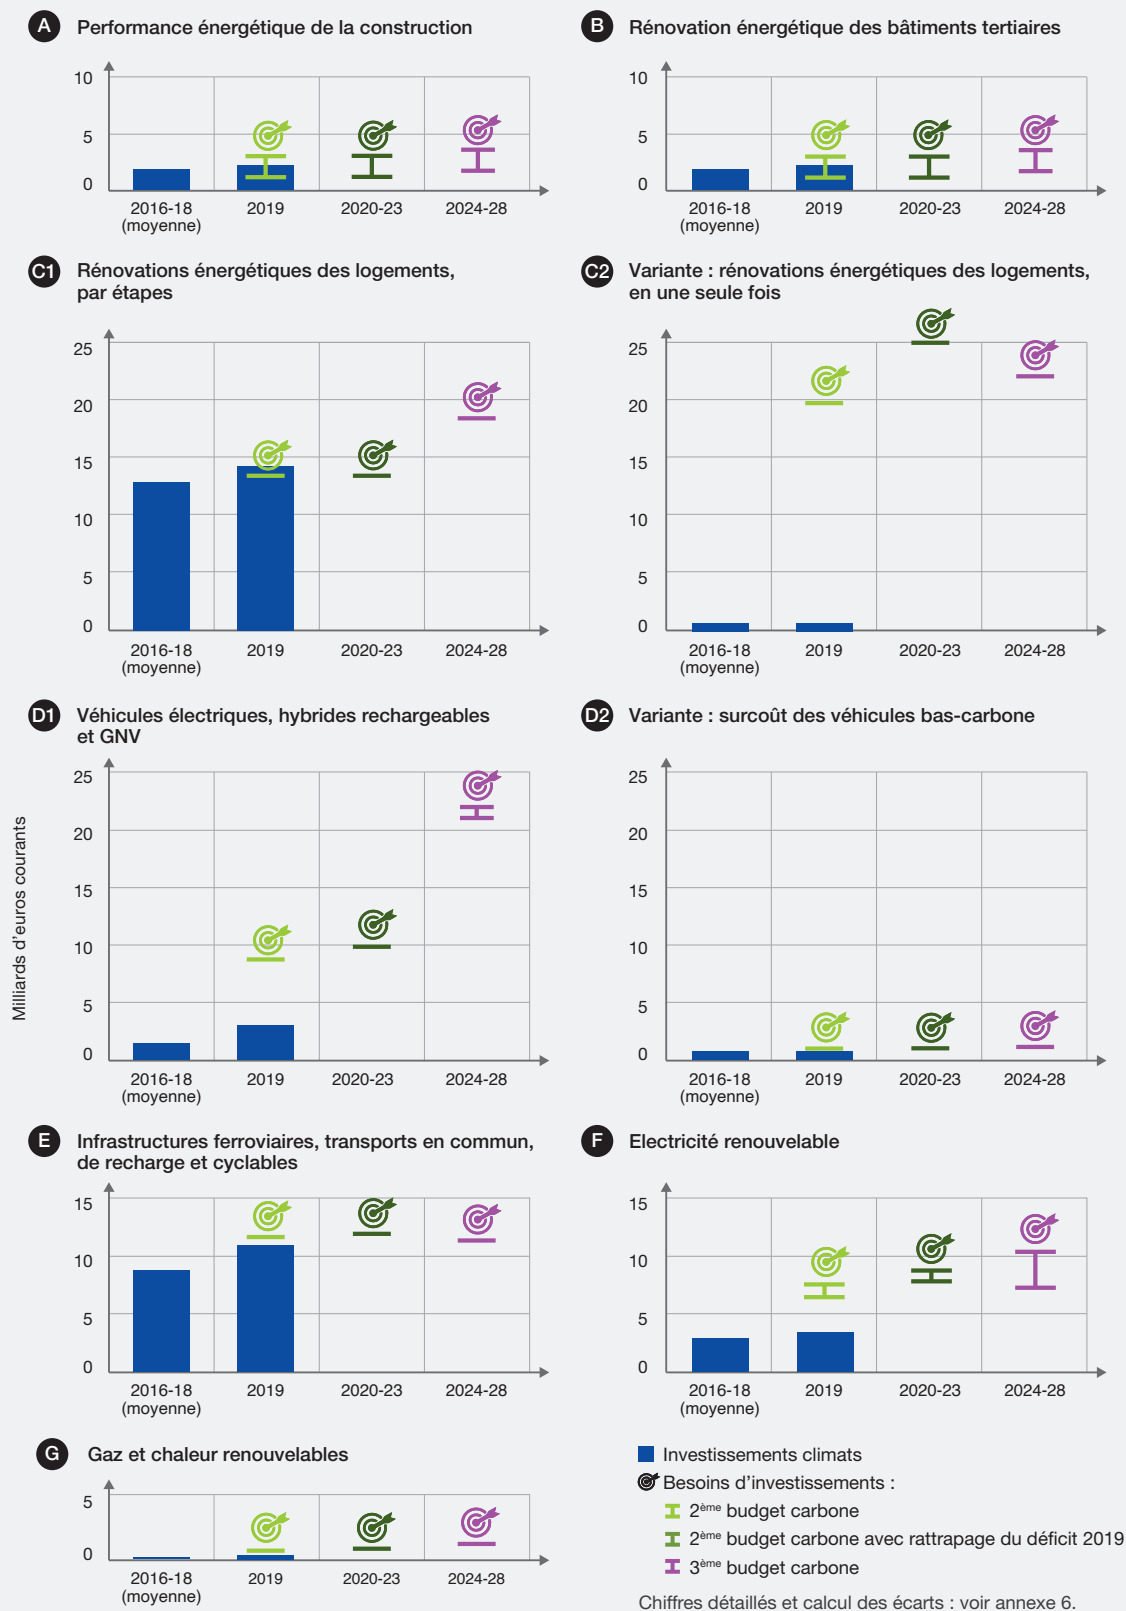 A Performance énergétique de la construction
10
5
0
2016-18
(moyenne)
2019
2020-23
2024-28
B Rénovation énergétique des bâtiments tertiaires
10
5
0
2016-18
(moyenne)
2019
2020-23
2024-28
C1 Rénovations énergétiques des logements,
par étapes
25
20
15
10
5
0
2016-18
(moyenne)
2019
2020-23
2024-28
C2 Variante : rénovations énergétiques des logements,
en une seule fois
25
20
15
10
5
0
2016-18
(moyenne)
2019
2020-23
2024-28
Milliards d'euros courants
D1 Véhicules électriques, hybrides rechargeables
et GNV
25
20
15
10
5
0
2016-18
(moyenne)
2019
2020-23
2024-28
D2 Variante : surcoût des véhicules bas-carbone
25
20
15
10
5
0
2016-18
(moyenne)
2019
2020-23
2024-28
E Infrastructures ferroviaires, transports en commun,
de recharge et cyclables
15
10
5
0
2016-18
(moyenne)
2019
2020-23
2024-28
F Electricité renouvelable
15
10
5
0
2016-18
(moyenne)
2019
2020-23
2024-28
G Gaz et chaleur renouvelables
5
0
2016-18
(moyenne)
2019
2020-23
2024-28
Investissements climats
Besoins d'investissements :
2ème budget carbone
2ème budget carbone avec rattrapage du déficit 2019
3ème budget carbone
Chiffres détaillés et calcul des écarts : voir annexe 6.